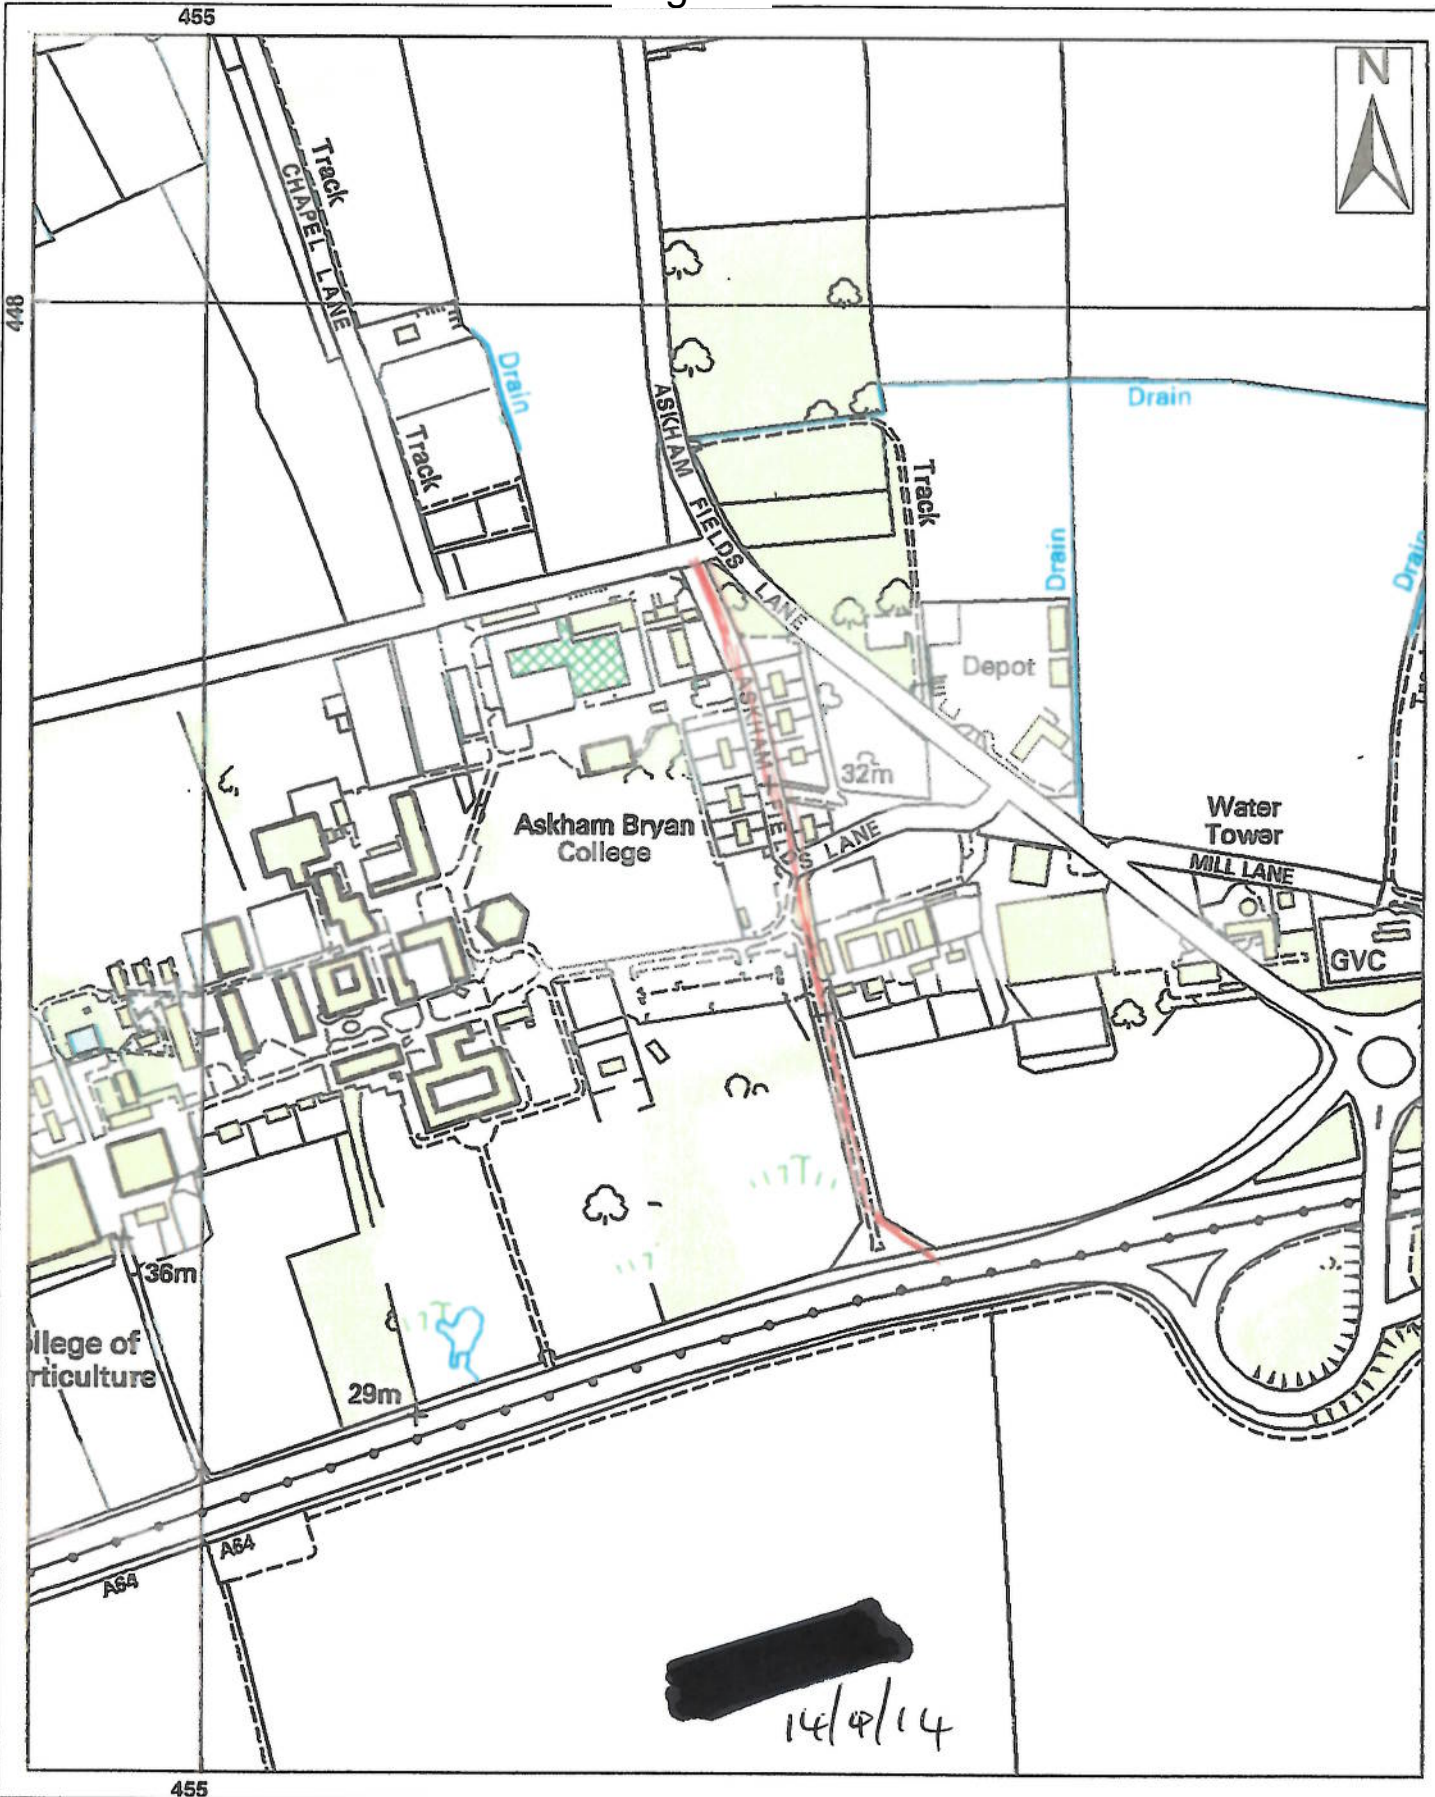 455
N
Track
CHAPEL LANE
448
Drain
Track
ASKHAM FIELDS LANE
Drain
Track
Drain
Drain
Depot
ASKHAM FIELDS LANE
32m
Askham Bryan
College
Water
Tower
MILL LANE
GVC
36m
llege of
rticulture
29m
A64
A64
14/4/14
455